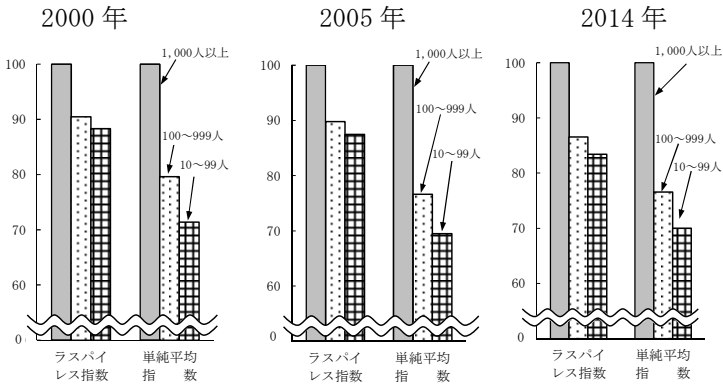 2000 年
1,000人以上
100
90
80
70
60
0
100～999人
10～99人
ラスパイ
レス指数
単純平均
指　数
2005 年
1,000人以上
100
90
80
70
60
0
100～999人
10～99人
ラスパイ
レス指数
単純平均
指　数
2014 年
1,000人以上
100
90
80
70
60
0
100～999人
10～99人
ラスパイ
レス指数
単純平均
指　数